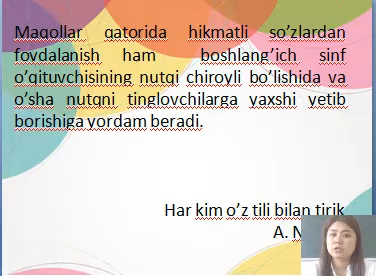 Maqollar qatorida hikmatli so’zlardan
foydalanish ham boshlang’ich sinf
o’qituvchisining nutqi chiroyli bo’lishida va
o’sha nutqni tinglovchilarga yaxshi yetib
borishiga yordam beradi.
Har kim o’z tili bilan tirik
A. N